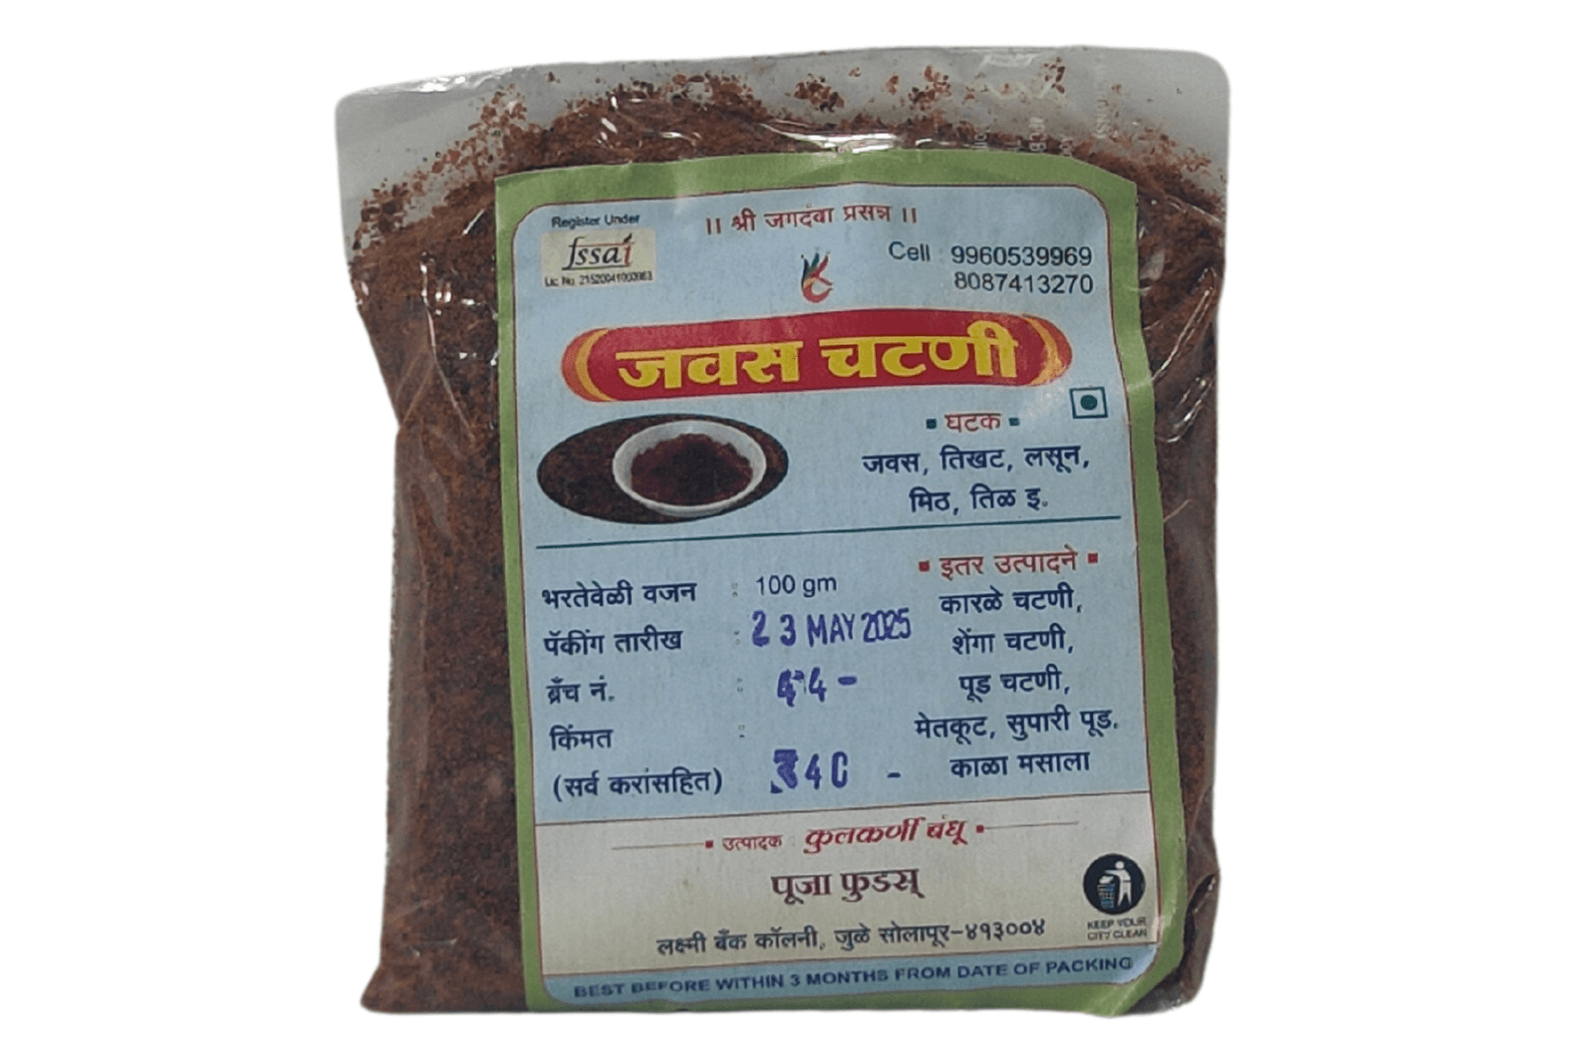 Register Under
fssai
Lic No. 21520041000963
।। श्री जगदंबा प्रसन्न ।।
Cell 9960539969
8087413270
जवस चटणी
घटक
जवस, तिखट, लसून,
मिठ, तिळ इ.
भरतेवेळी वजन : 100 gm
पॅकींग तारीख : 23 MAY 2025
ब्रँच नं. :
किंमत :
(सर्व करांसहित) 40 -
इतर उत्पादने
कारळे चटणी,
शेंगा चटणी,
पूड चटणी,
मेतकूट, सुपारी पूड.
काळा मसाला
उत्पादक कुलकर्णी बंधू
पूजा फुडस्
लक्ष्मी बँक कॉलनी, जुळे सोलापूर-४१३००४
KEEP YOUR
CITY CLEAN
BEST BEFORE WITHIN 3 MONTHS FROM DATE OF PACKING